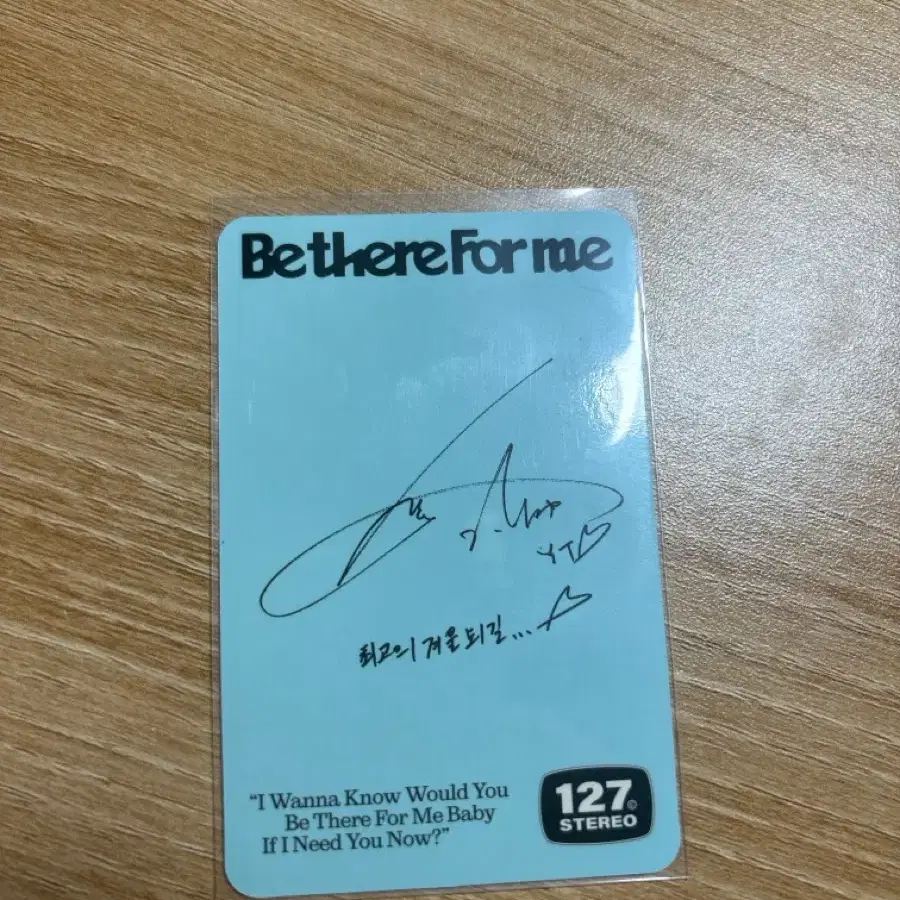 Be there For me
YT
최고의 겨울 되길...
"I Wanna Know Would You
Be There For Me Baby
If I Need You Now?"
127©
STEREO